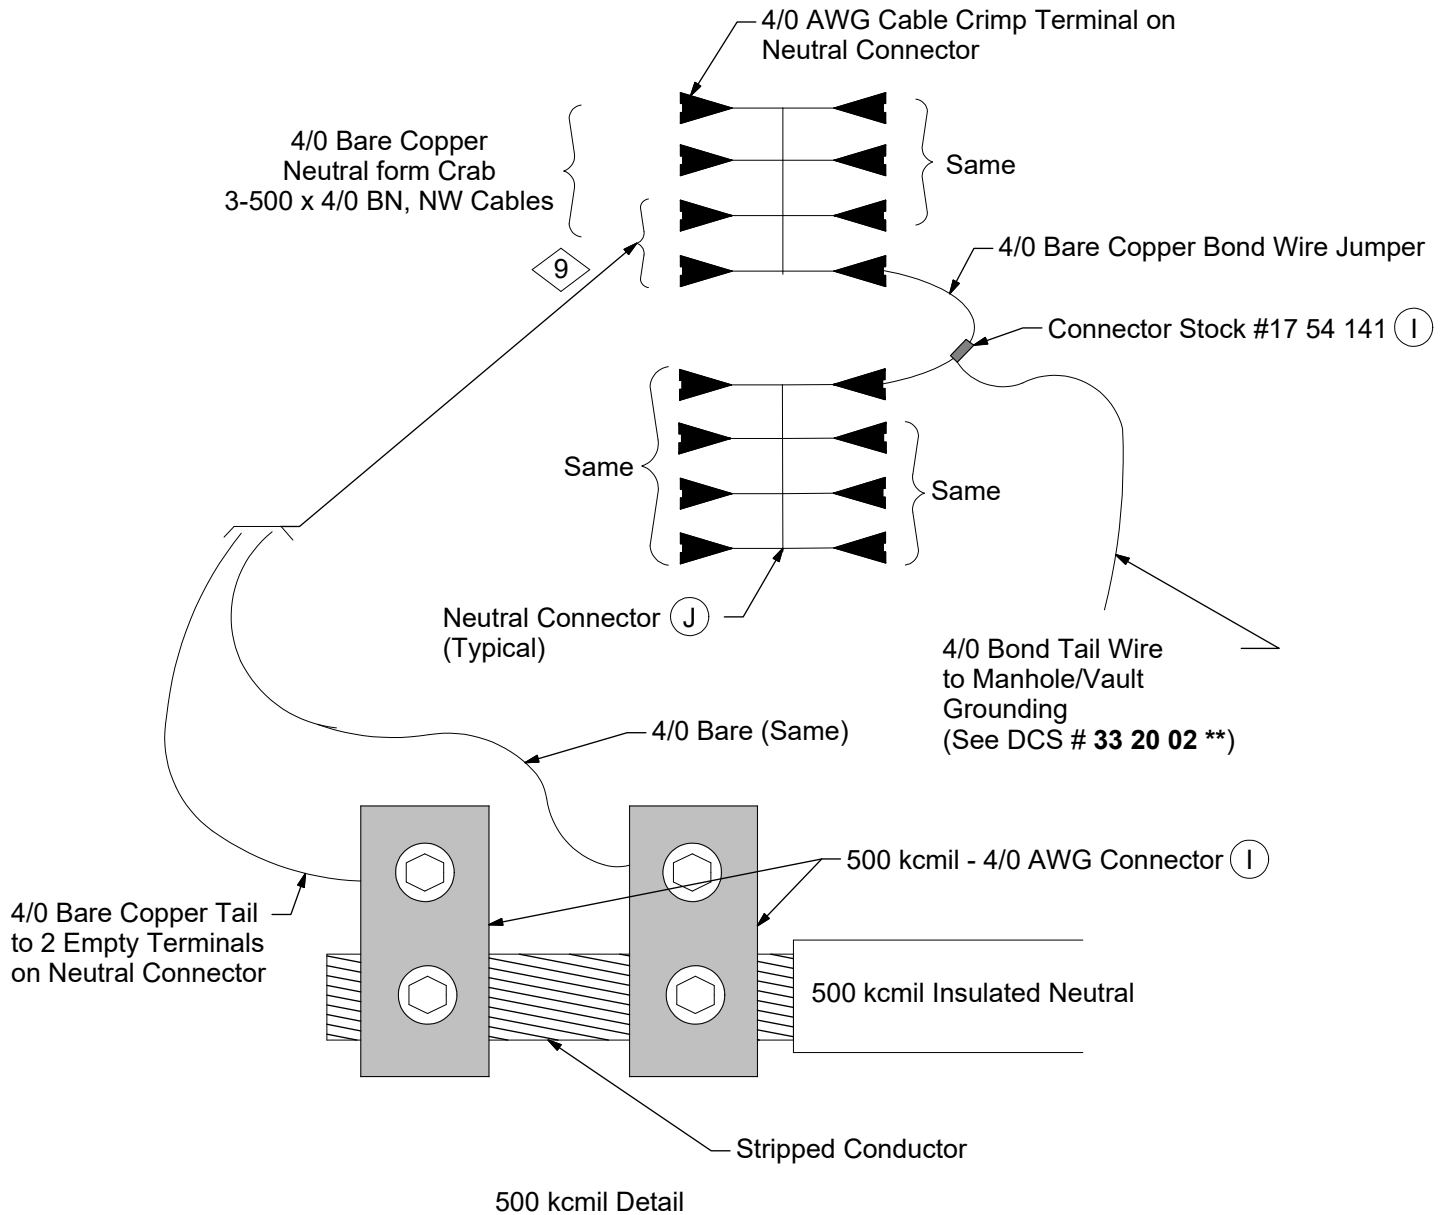 4/0 AWG Cable Crimp Terminal on
Neutral Connector
4/0 Bare Copper
Neutral form Crab
3-500 x 4/0 BN, NW Cables
Same
9
4/0 Bare Copper Bond Wire Jumper
Connector Stock #17 54 141 I
Same
Same
Neutral Connector J
(Typical)
4/0 Bond Tail Wire
to Manhole/Vault
Grounding
(See DCS # 33 20 02 **)
4/0 Bare (Same)
500 kcmil - 4/0 AWG Connector I
4/0 Bare Copper Tail
to 2 Empty Terminals
on Neutral Connector
500 kcmil Insulated Neutral
Stripped Conductor
500 kcmil Detail